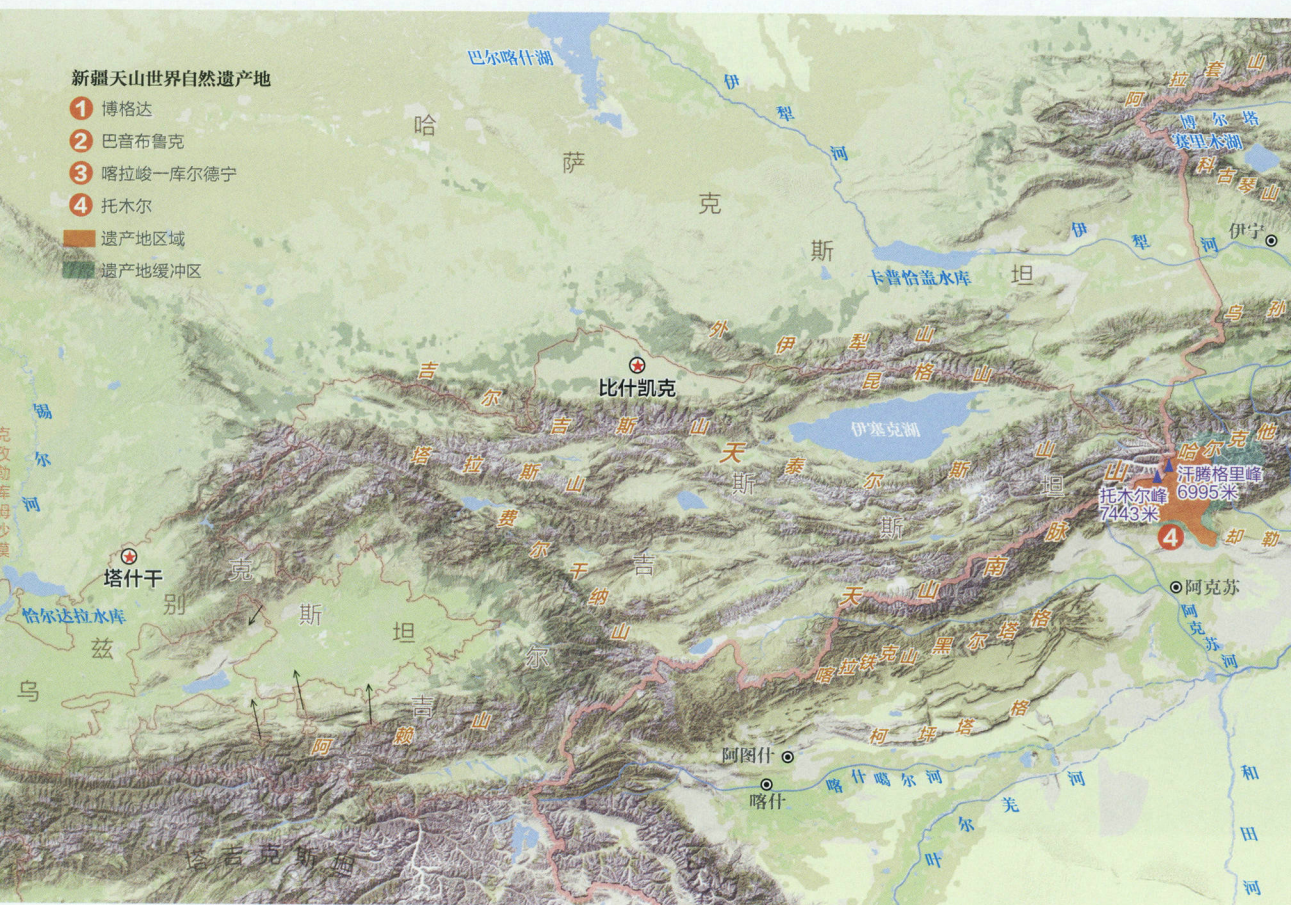 新疆天山世界自然遗产地
1 博格达
2 巴音布鲁克
3 喀拉峻—库尔德宁
4 托木尔
遗产地区域
遗产地缓冲区
巴尔喀什湖
伊犁河
阿拉套山
博尔塔
赛里木湖
科古琴山
哈萨克斯坦
伊犁河
伊宁
卡普恰盖水库
乌孙
外伊犁山
昆格山
比什凯克
吉尔吉斯山
伊塞克湖
锡尔河
塔拉斯山
天
山
脉
泰尔斯山
哈尔克他
汗腾格里峰
6995米
托木尔峰
7443米
4
却勒
费尔干纳山
吉尔吉斯斯坦
塔什干
恰尔达拉水库
乌兹别克斯坦
天山南
阿克苏
阿克苏河
喀拉铁克山
黑尔塔格
柯坪塔格
吉
阿赖山
阿图什
喀什
喀什噶尔河
叶尔羌河
和田河
塔吉克斯坦